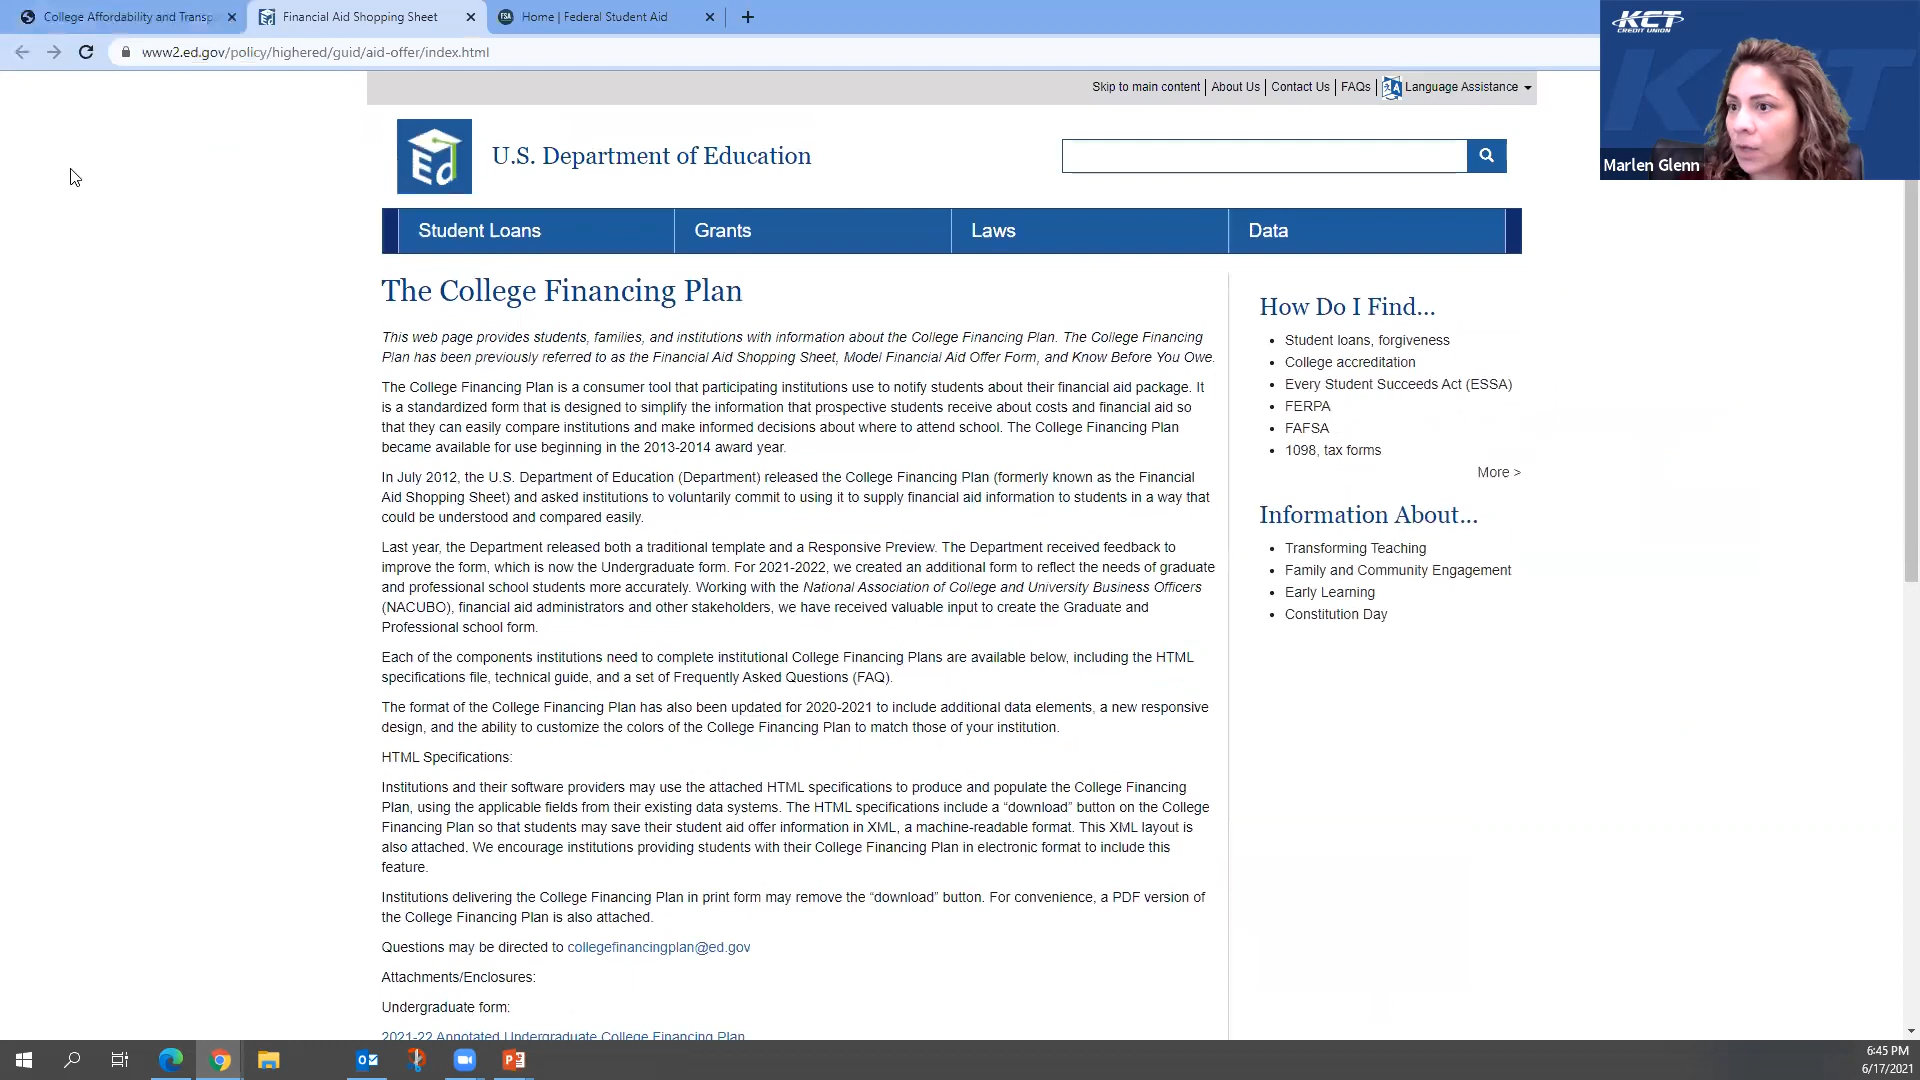 College Affordability and Transp
Financial Aid Shopping Sheet
Home | Federal Student Aid
www2.ed.gov/policy/highered/guid/aid-offer/index.html
KCT
CREDIT UNION
Marlen Glenn
Skip to main content | About Us | Contact Us | FAQs | Language Assistance
Ed
U.S. Department of Education
Student Loans
Grants
Laws
Data
The College Financing Plan
This web page provides students, families, and institutions with information about the College Financing Plan. The College Financing
Plan has been previously referred to as the Financial Aid Shopping Sheet, Model Financial Aid Offer Form, and Know Before You Owe.
The College Financing Plan is a consumer tool that participating institutions use to notify students about their financial aid package. It
is a standardized form that is designed to simplify the information that prospective students receive about costs and financial aid so
that they can easily compare institutions and make informed decisions about where to attend school. The College Financing Plan
became available for use beginning in the 2013-2014 award year.
In July 2012, the U.S. Department of Education (Department) released the College Financing Plan (formerly known as the Financial
Aid Shopping Sheet) and asked institutions to voluntarily commit to using it to supply financial aid information to students in a way that
could be understood and compared easily.
Last year, the Department released both a traditional template and a Responsive Preview. The Department received feedback to
improve the form, which is now the Undergraduate form. For 2021-2022, we created an additional form to reflect the needs of graduate
and professional school students more accurately. Working with the National Association of College and University Business Officers
(NACUBO), financial aid administrators and other stakeholders, we have received valuable input to create the Graduate and
Professional school form.
Each of the components institutions need to complete institutional College Financing Plans are available below, including the HTML
specifications file, technical guide, and a set of Frequently Asked Questions (FAQ).
The format of the College Financing Plan has also been updated for 2020-2021 to include additional data elements, a new responsive
design, and the ability to customize the colors of the College Financing Plan to match those of your institution.
HTML Specifications:
Institutions and their software providers may use the attached HTML specifications to produce and populate the College Financing
Plan, using the applicable fields from their existing data systems. The HTML specifications include a “download” button on the College
Financing Plan so that students may save their student aid offer information in XML, a machine-readable format. This XML layout is
also attached. We encourage institutions providing students with their College Financing Plan in electronic format to include this
feature.
Institutions delivering the College Financing Plan in print form may remove the “download” button. For convenience, a PDF version of
the College Financing Plan is also attached.
Questions may be directed to collegefinancingplan@ed.gov
Attachments/Enclosures:
Undergraduate form:
2021-22 Annotated Undergraduate College Financing Plan
How Do I Find...
Student loans, forgiveness
College accreditation
Every Student Succeeds Act (ESSA)
FERPA
FAFSA
1098, tax forms
More >
Information About...
Transforming Teaching
Family and Community Engagement
Early Learning
Constitution Day
6:45 PM
6/17/2021